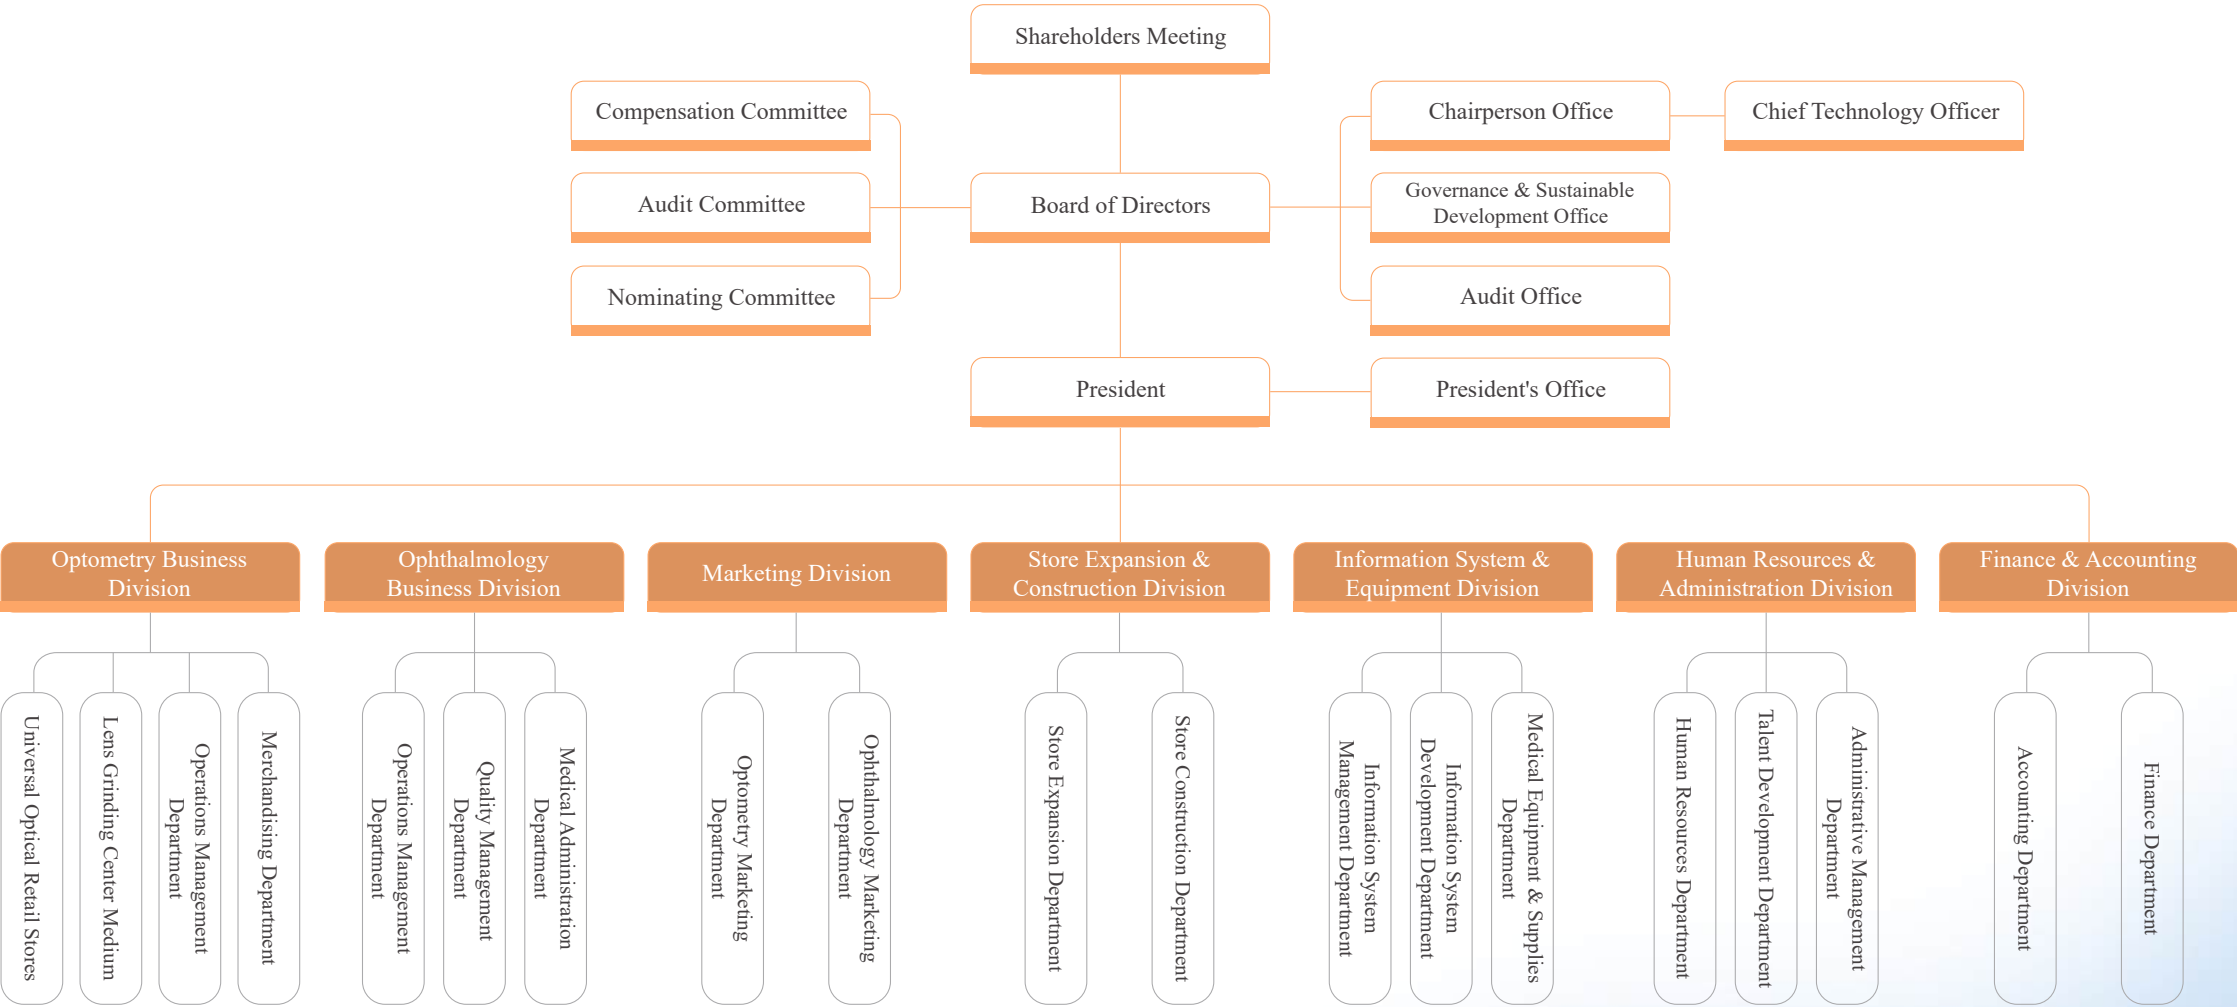 Shareholders Meeting
Compensation Committee
Chairperson Office
Chief Technology Officer
Audit Committee
Board of Directors
Governance & Sustainable
Development Office
Nominating Committee
Audit Office
President
President's Office
Optometry Business
Division
Ophthalmology
Business Division
Marketing Division
Store Expansion &
Construction Division
Information System &
Equipment Division
Human Resources &
Administration Division
Finance & Accounting
Division
Universal Optical Retail Stores
Lens Grinding Center Medium
Operations Management
Department
Merchandising Department
Operations Management
Department
Quality Management
Department
Medical Administration
Department
Optometry Marketing
Department
Ophthalmology Marketing
Department
Store Expansion Department
Store Construction Department
Information System
Management Department
Information System
Development Department
Medical Equipment & Supplies
Department
Human Resources Department
Talent Development Department
Administrative Management
Department
Accounting Department
Finance Department